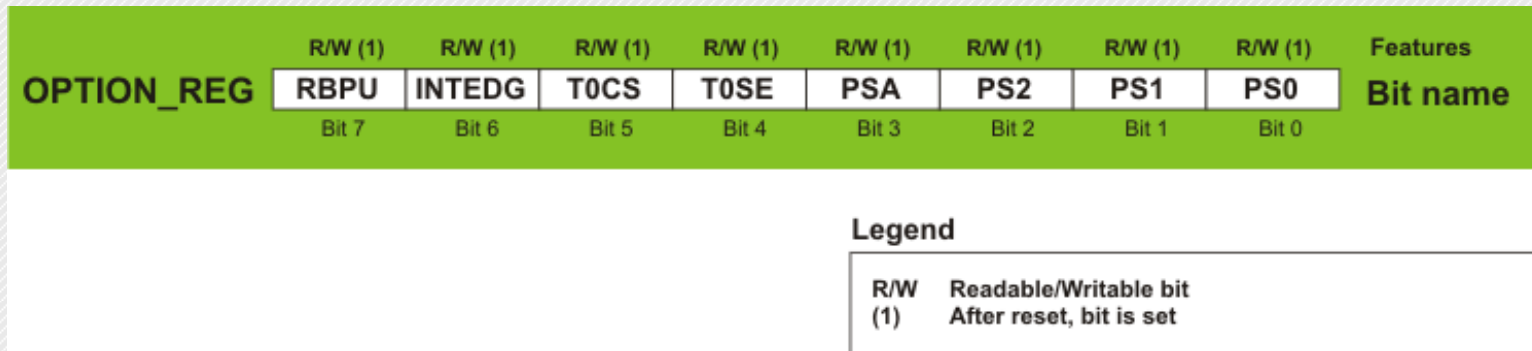 R/W (1) R/W (1) R/W (1) R/W (1) R/W (1) R/W (1) R/W (1) R/W (1) Features
OPTION_REG RBPU INTEDG T0CS T0SE PSA PS2 PS1 PS0 Bit name
Bit 7 Bit 6 Bit 5 Bit 4 Bit 3 Bit 2 Bit 1 Bit 0
Legend
R/W Readable/Writable bit
(1) After reset, bit is set